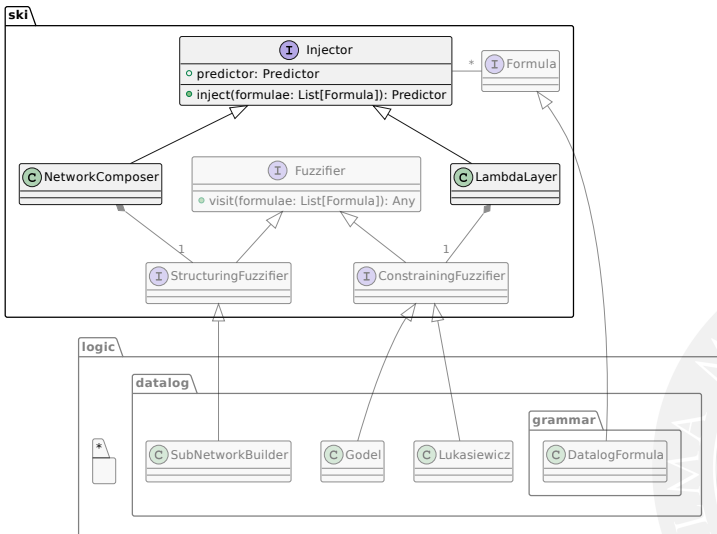 ski
I Injector
predictor: Predictor
inject(formulae: List[Formula]): Predictor
* I Formula
C NetworkComposer
I Fuzzifier
visit(formulae: List[Formula]): Any
C LambdaLayer
1
1
I StructuringFuzzifier
I ConstrainingFuzzifier
logic
datalog
grammar
*
C SubNetworkBuilder
C Godel
C Lukasiewicz
C DatalogFormula